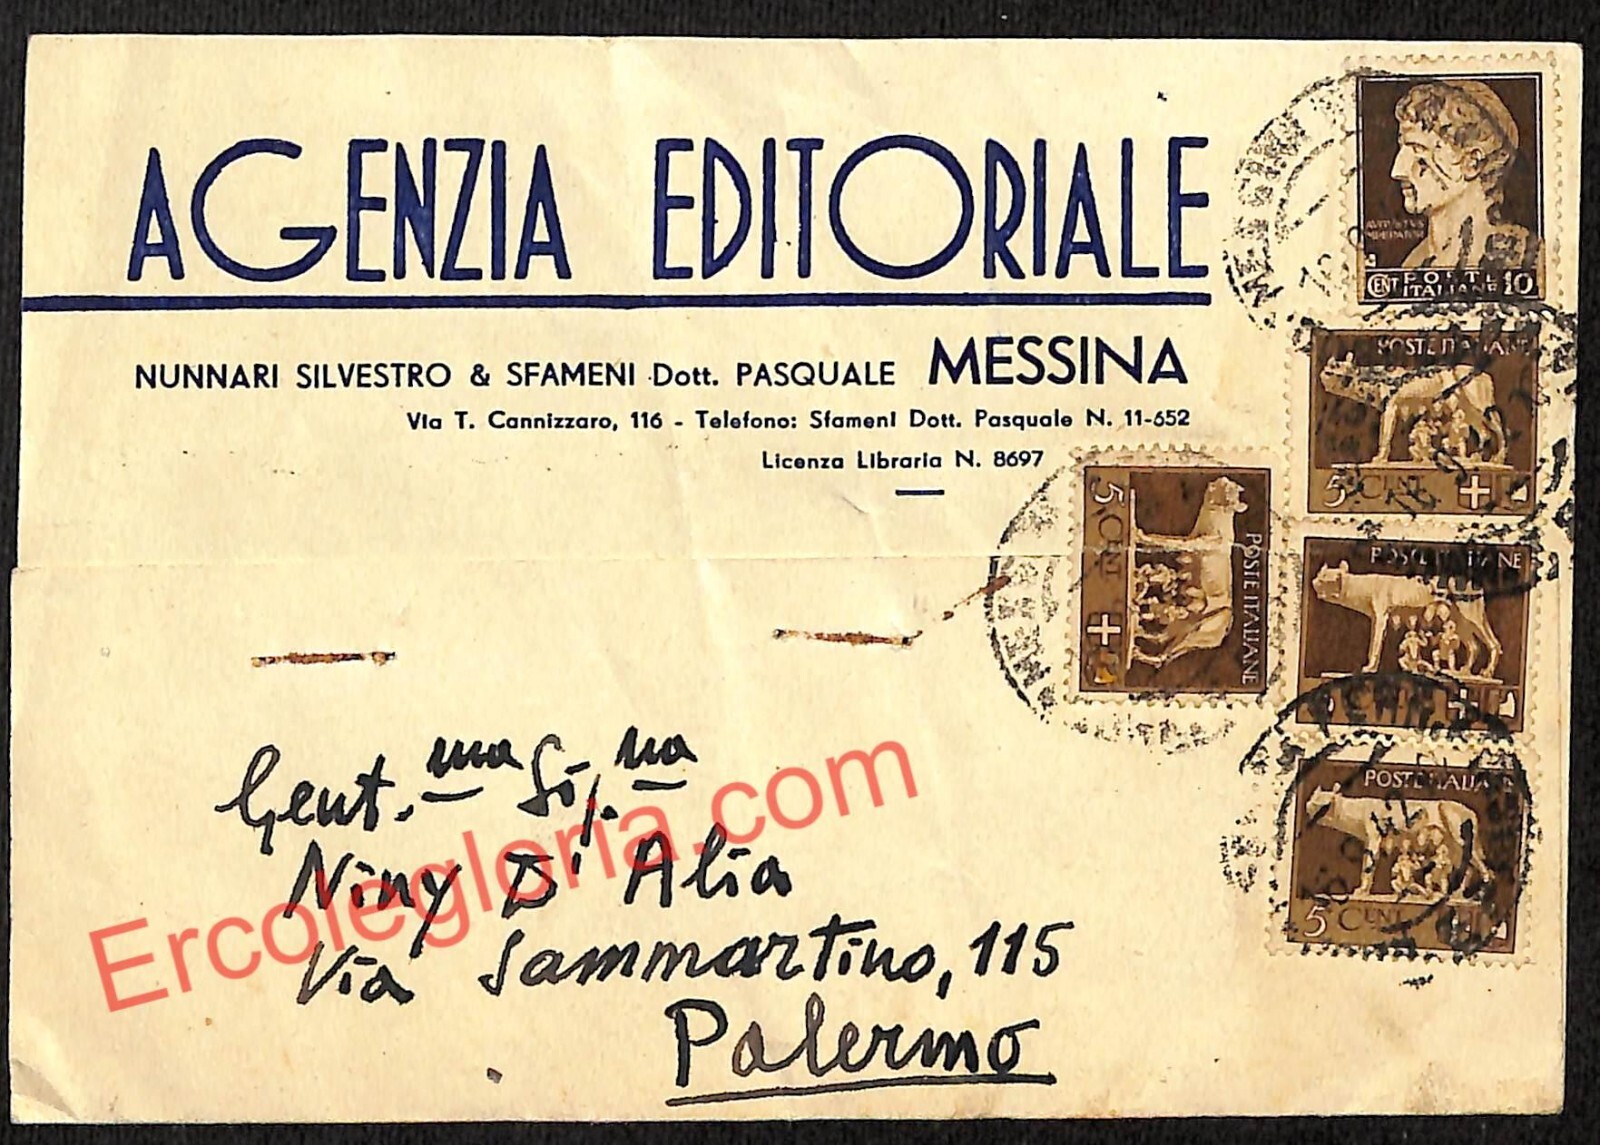 AGENZIA EDITORIALE
NUNNARI SILVESTRO & SFAMENI Dott. PASQUALE MESSINA
Via T. Cannizzaro, 116 - Telefono: Sfameni Dott. Pasquale N. 11-652
Licenza Libraria N. 8697
CENT POSTE ITALIANE 10
POSTE ITALIANE
5 CENT
POSTE ITALIANE
5 CENT
POSTE ITALIANE
CENT
POSTE ITALIANE
5 CENT
Gent.ma Sig.na
Niny D'Alia
Via Sammartino, 115
Palermo
Ercolegloria.com